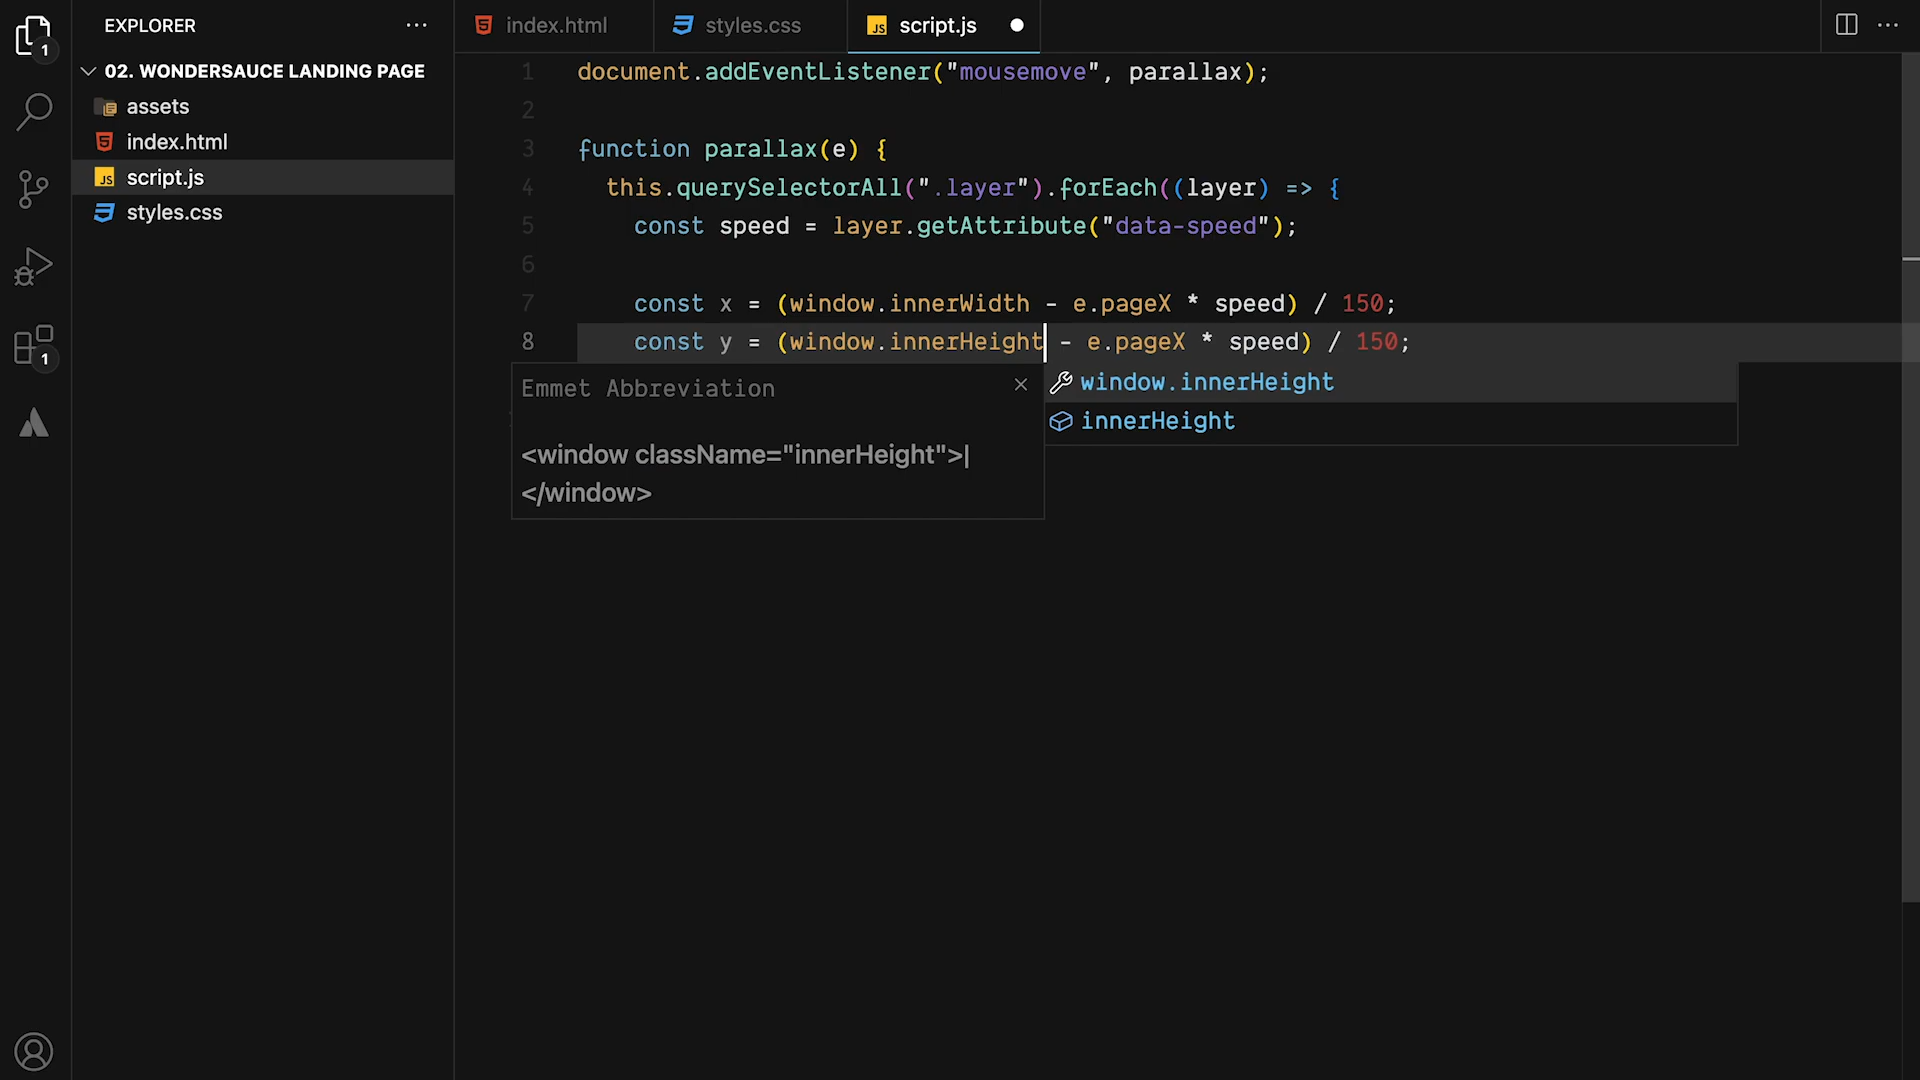 EXPLORER
02. WONDERSAUCE LANDING PAGE
assets
index.html
script.js
styles.css
1
1
index.html
styles.css
script.js
1 document.addEventListener("mousemove", parallax);
2
3 function parallax(e) {
4 this.querySelectorAll(".layer").forEach((layer) => {
5 const speed = layer.getAttribute("data-speed");
6
7 const x = (window.innerWidth - e.pageX * speed) / 150;
8 const y = (window.innerHeight - e.pageX * speed) / 150;
Emmet Abbreviation
<window className="innerHeight">|
</window>
window.innerHeight
innerHeight